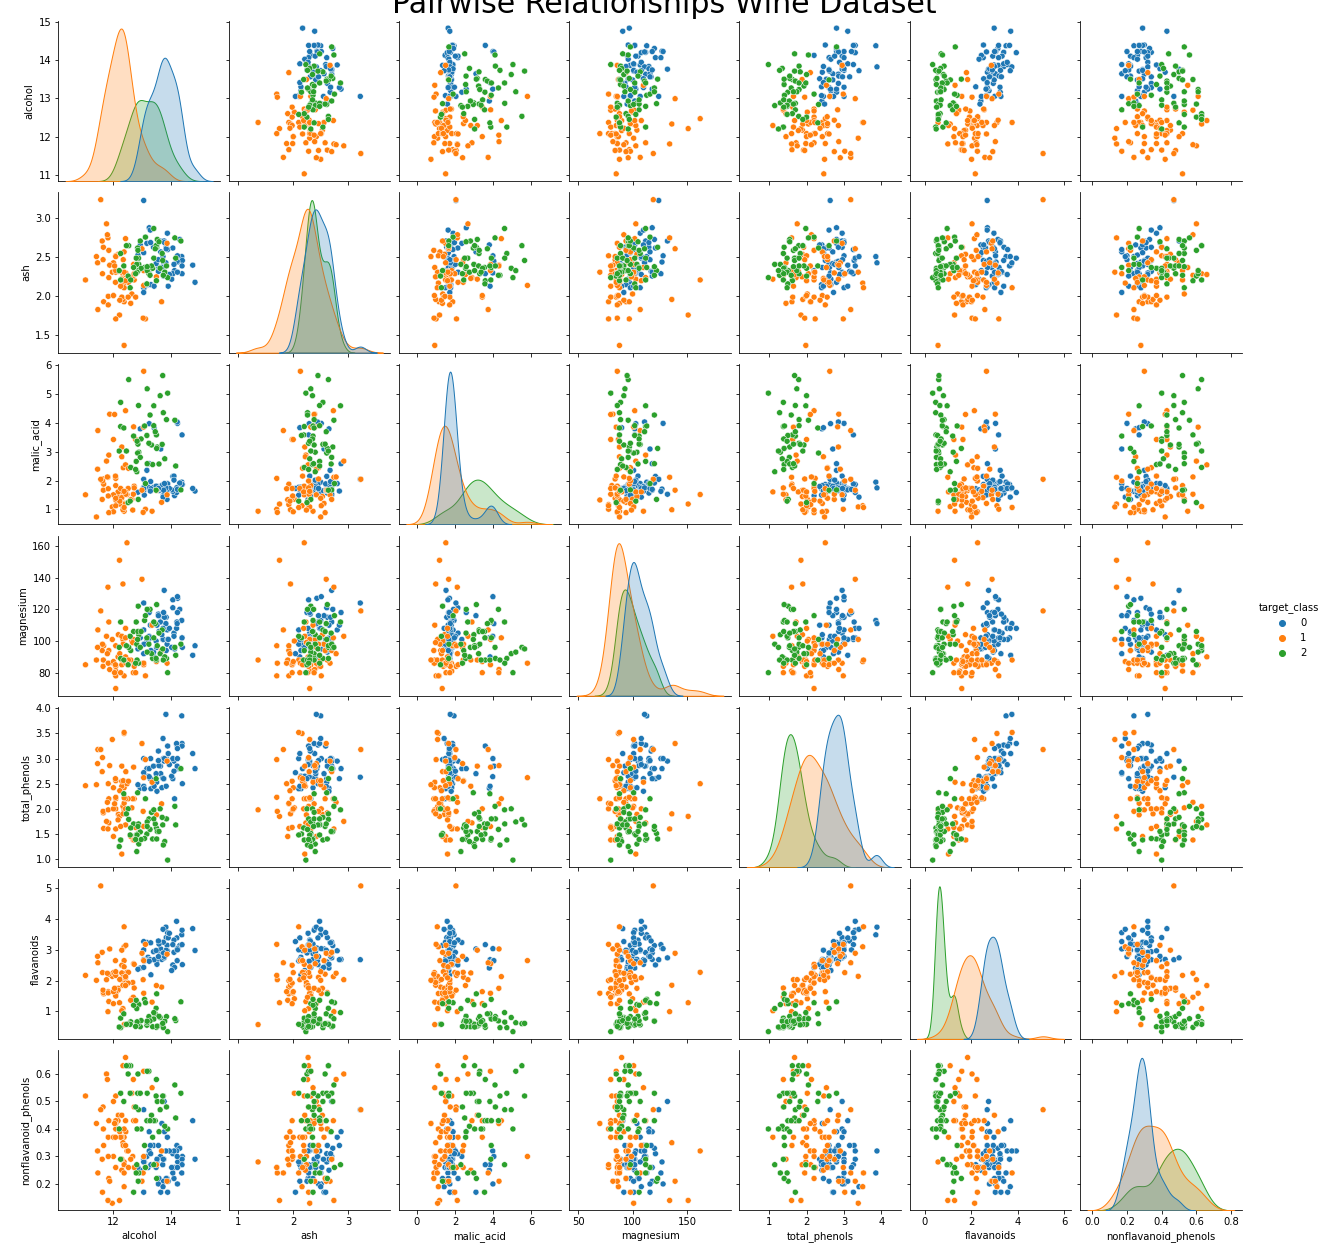 Pairwise Relationships Wine Dataset
15
14
13
12
11
alcohol
3.0
2.5
2.0
1.5
ash
6
5
4
3
2
1
malic_acid
160
140
120
100
80
magnesium
target_class
0
1
2
4.0
3.5
3.0
2.5
2.0
1.5
1.0
total_phenols
5
4
3
2
1
flavanoids
0.6
0.5
0.4
0.3
0.2
nonflavanoid_phenols
12 14
1 2 3
0 2 4 6
50 100 150
1 2 3 4
0 2 4 6
0.0 0.2 0.4 0.6 0.8
alcohol
ash
malic_acid
magnesium
total_phenols
flavanoids
nonflavanoid_phenols